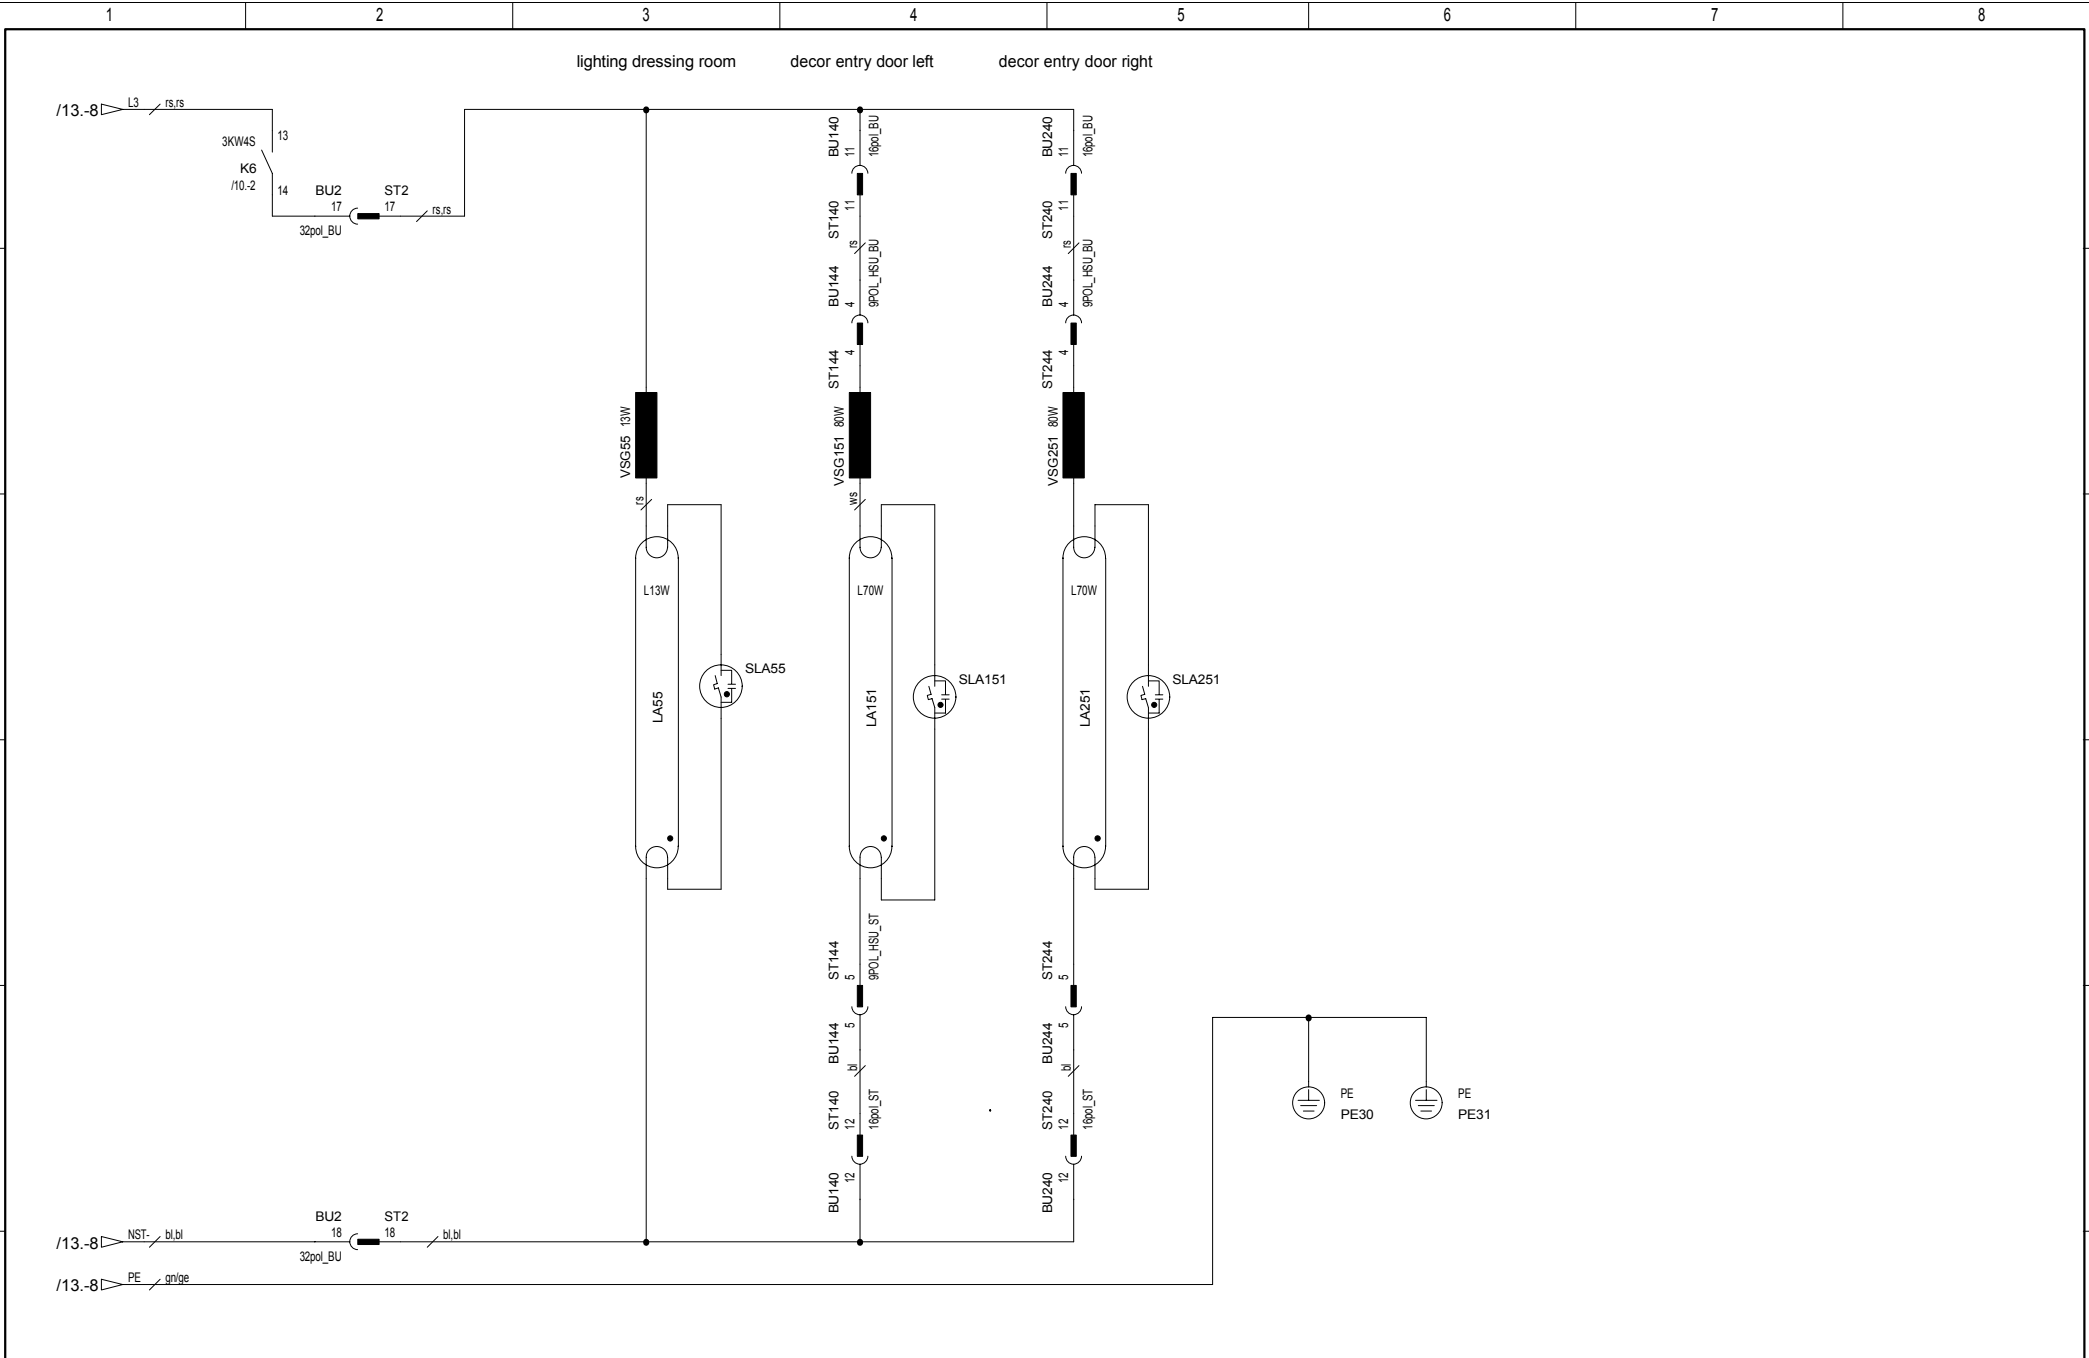 1 2 3 4 5 6 7 8
lighting dressing room decor entry door left decor entry door right
/13.-8 L3 rs,rs
3KW4S
K6
/10.-2
13
14
BU2 ST2
17 17
32pol_BU
rs,rs
BU140
11 16pol_BU
ST140
11
rs
BU144
4 9POL_HSU_BU
ST144
4
BU240
11 16pol_BU
ST240
11
rs
BU244
4 9POL_HSU_BU
ST244
4
VSG55 13W
VSG151 80W
VSG251 80W
rs
ws
L13W
L70W
L70W
LA55
SLA55
LA151
SLA151
LA251
SLA251
ST144
5 9POL_HSU_ST
BU144
5
bl
ST140
12 16pol_ST
BU140
12
ST244
5
BU244
5
bl
ST240
12 16pol_ST
BU240
12
PE
PE30
PE
PE31
/13.-8 NST- bl,bl
BU2 ST2
18 18
32pol_BU
bl,bl
/13.-8 PE gn/ge